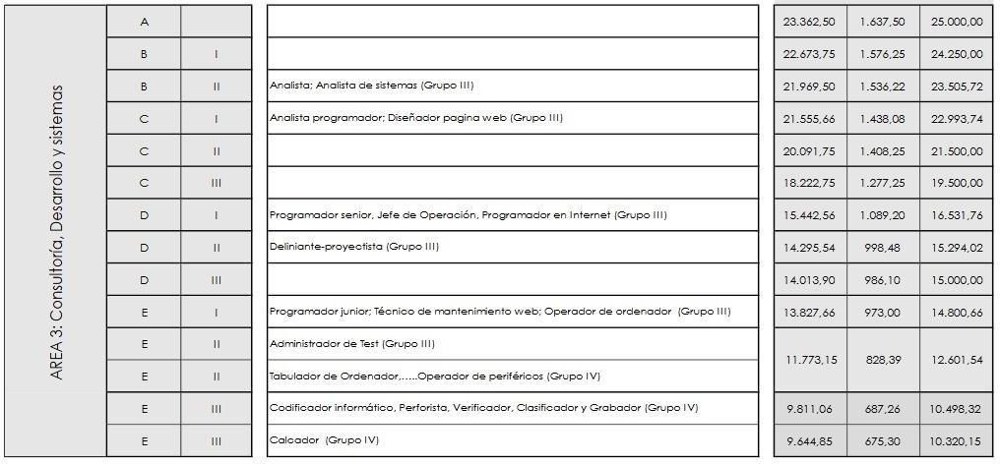 AREA 3: Consultoría, Desarrollo y sistemas
A 23.362,50 1.637,50 25.000,00
B I 22.673,75 1.576,25 24.250,00
B II Analista; Analista de sistemas (Grupo III) 21.969,50 1.536,22 23.505,72
C I Analista programador; Diseñador pagina web (Grupo III) 21.555,66 1.438,08 22.993,74
C II 20.091,75 1.408,25 21.500,00
C III 18.222,75 1.277,25 19.500,00
D I Programador senior, Jefe de Operación, Programador en Internet (Grupo III) 15.442,56 1.089,20 16.531,76
D II Deliniante-proyectista (Grupo III) 14.295,54 998,48 15.294,02
D III 14.013,90 986,10 15.000,00
E I Programador junior; Técnico de mantenimiento web; Operador de ordenador (Grupo III) 13.827,66 973,00 14.800,66
E II Administrador de Test (Grupo III)
11.773,15 828,39 12.601,54
E II Tabulador de Ordenador,.....Operador de periféricos (Grupo IV)
E III Codificador informático, Perforista, Verificador, Clasificador y Grabador (Grupo IV) 9.811,06 687,26 10.498,32
E III Calcador (Grupo IV) 9.644,85 675,30 10.320,15